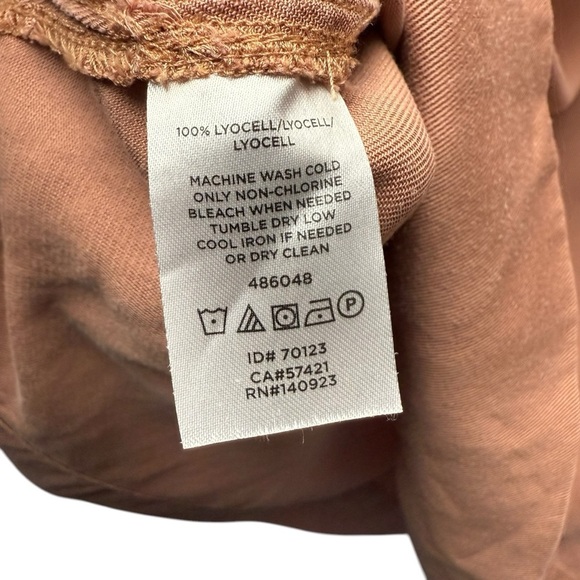 100% LYOCELL/LYOCELL/
LYOCELL
MACHINE WASH COLD
ONLY NON-CHLORINE
BLEACH WHEN NEEDED
TUMBLE DRY LOW
COOL IRON IF NEEDED
OR DRY CLEAN
486048
P
ID# 70123
CA#57421
RN#140923